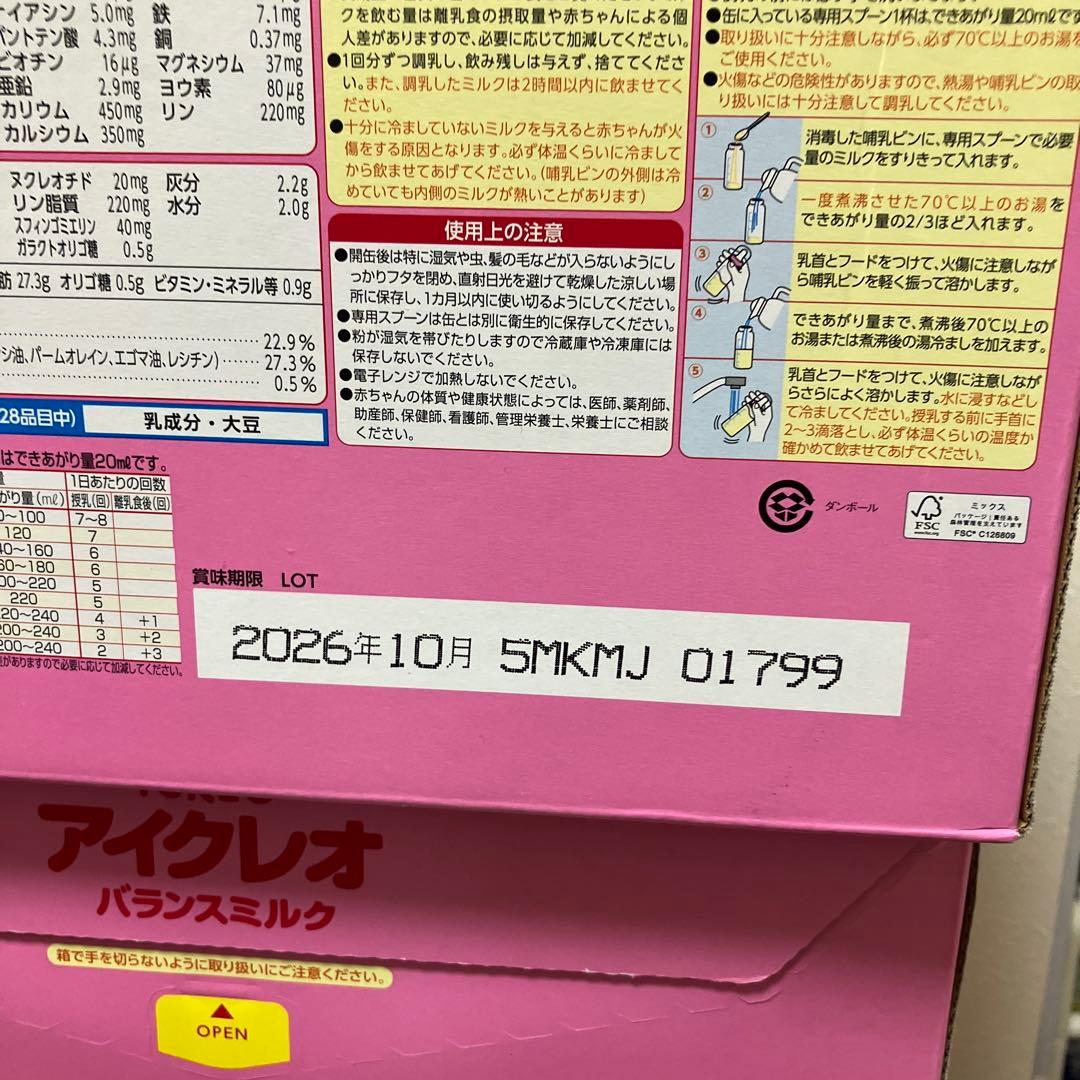 ナイアシン 5.0mg 鉄 7.1mg
パントテン酸 4.3mg 銅 0.37mg
ビオチン 16μg マグネシウム 37mg
亜鉛 2.9mg ヨウ素 80μg
カリウム 450mg リン 220mg
カルシウム 350mg
ヌクレオチド 20mg 灰分 2.2g
リン脂質 220mg 水分 2.0g
スフィンゴミエリン 40mg
ガラクトオリゴ糖 0.5g
肪 27.3g オリゴ糖 0.5g ビタミン・ミネラル等 0.9g
22.9%
シ油、パームオレイン、エゴマ油、レシチン) 27.3%
0.5%
28品目中) 乳成分・大豆
はできあがり量20mlです。
1日あたりの回数
がり量(ml) 授乳(回) 離乳食後(回)
0〜100 7〜8
120 7
40〜160 6
60〜180 6
00〜220 5
220 5
20〜240 4 +1
200〜240 3 +2
200〜240 2 +3
差がありますので必要に応じて加減してください。
クを飲む量は離乳食の摂取量や赤ちゃんによる個
人差がありますので、必要に応じて加減してください。
●1回分ずつ調乳し、飲み残しは与えず、捨ててくださ
い。また、調乳したミルクは2時間以内に飲ませてく
ださい。
●十分に冷ましていないミルクを与えると赤ちゃんが火
傷をする原因となります。必ず体温くらいに冷まして
から飲ませてあげてください。(哺乳ビンの外側は冷
めていても内側のミルクが熱いことがあります)
使用上の注意
●開缶後は特に湿気や虫、髪の毛などが入らないようにし
っかりフタを閉め、直射日光を避けて乾燥した涼しい場
所に保存し、1カ月以内に使い切るようにしてください。
●専用スプーンは缶とは別に衛生的に保存してください。
●粉が湿気を帯びたりしますので冷蔵庫や冷凍庫には
保存しないでください。
●電子レンジで加熱しないでください。
●赤ちゃんの体質や健康状態によっては、医師、薬剤師、
助産師、保健師、看護師、管理栄養士、栄養士にご相談
ください。
●缶に入っている専用スプーン1杯は、できあがり量20mlです
●取り扱いに十分注意しながら、必ず70℃以上のお湯を
ください。
●火傷などの危険性がありますので、熱湯や哺乳ビンの取
り扱いには十分注意して調乳してください。
① 消毒した哺乳ビンに、専用スプーンで必要
量のミルクをすりきって入れます。
② 一度煮沸させた70℃以上のお湯を
できあがり量の2/3ほど入れます。
③ 乳首とフードをつけて、火傷に注意しなが
ら哺乳ビンを軽く振って溶かします。
④ できあがり量まで、煮沸後70℃以上の
お湯または煮沸後の湯冷ましを加えます。
⑤ 乳首とフードをつけて、火傷に注意しなが
らさらによく溶かします。水に浸すなどし
て冷ましてください。授乳する前に手首に
2〜3滴落とし、必ず体温くらいの温度か
確かめて飲ませてあげてください。
ダンボール
FSC
www.fsc.org
ミックス
パッケージ|責任ある
森林管理を支えています
FSC® C126809
賞味期限 LOT
2026年10月 5MKMJ 01799
アイクレオ
バランスミルク
箱で手を切らないように取り扱いにご注意ください。
OPEN